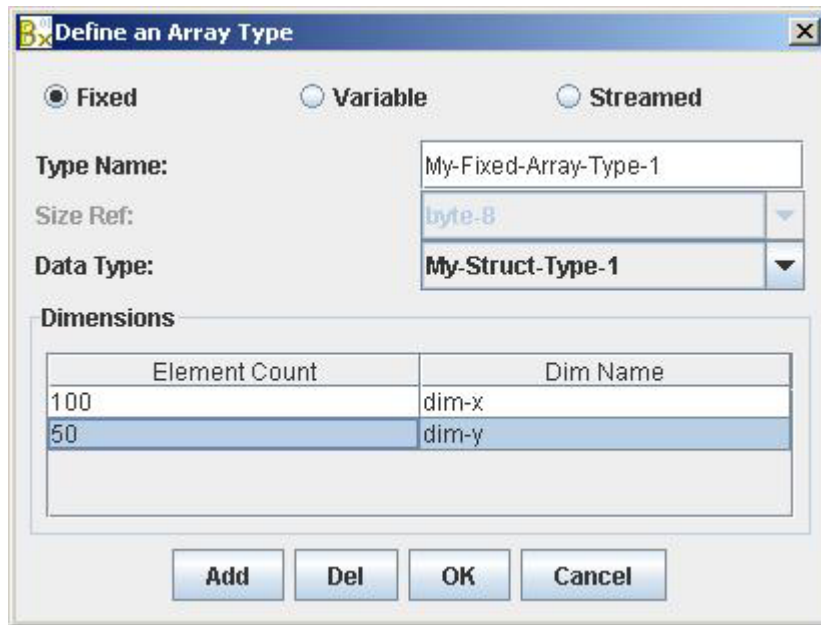 Bx Define an Array Type
Fixed Variable Streamed
Type Name: My-Fixed-Array-Type-1
Size Ref: byte-8
Data Type: My-Struct-Type-1
Dimensions
Element Count Dim Name
100 dim-x
50 dim-y
Add Del OK Cancel